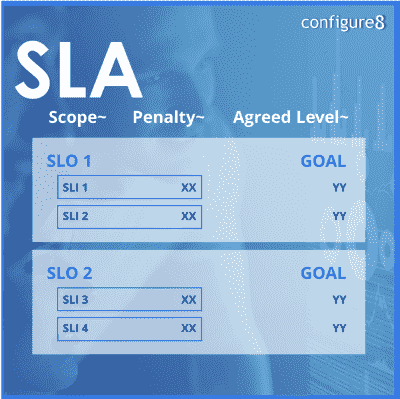 configure8
SLA
Scope~ Penalty~ Agreed Level~
SLO 1 GOAL
SLI 1 XX YY
SLI 2 XX YY
SLO 2 GOAL
SLI 3 XX YY
SLI 4 XX YY